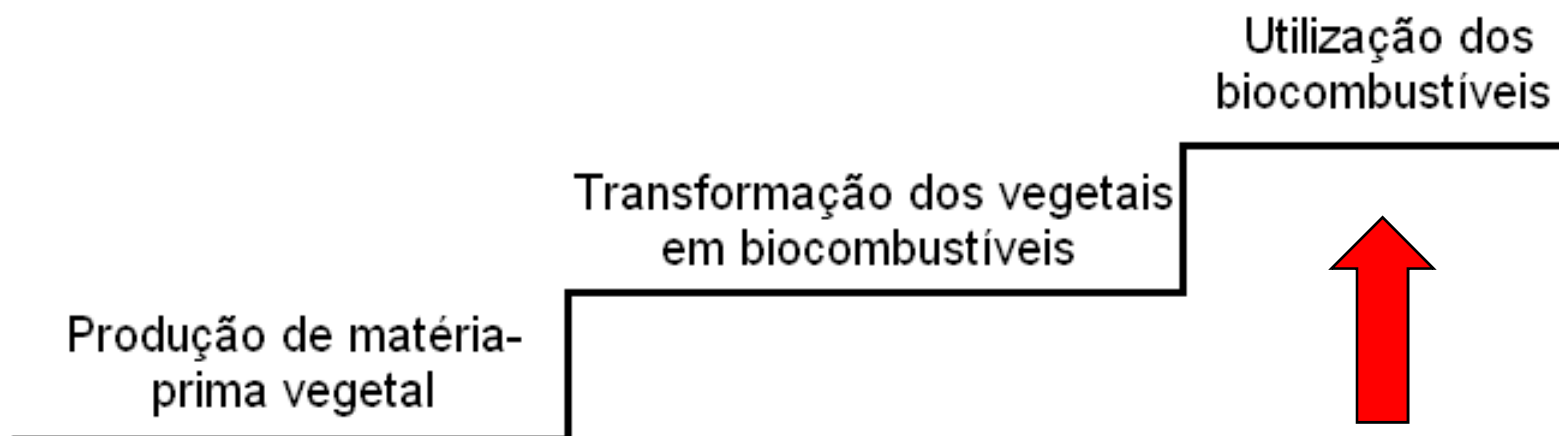 Utilização dos
biocombustíveis
Transformação dos vegetais
em biocombustíveis
Produção de matéria-
prima vegetal